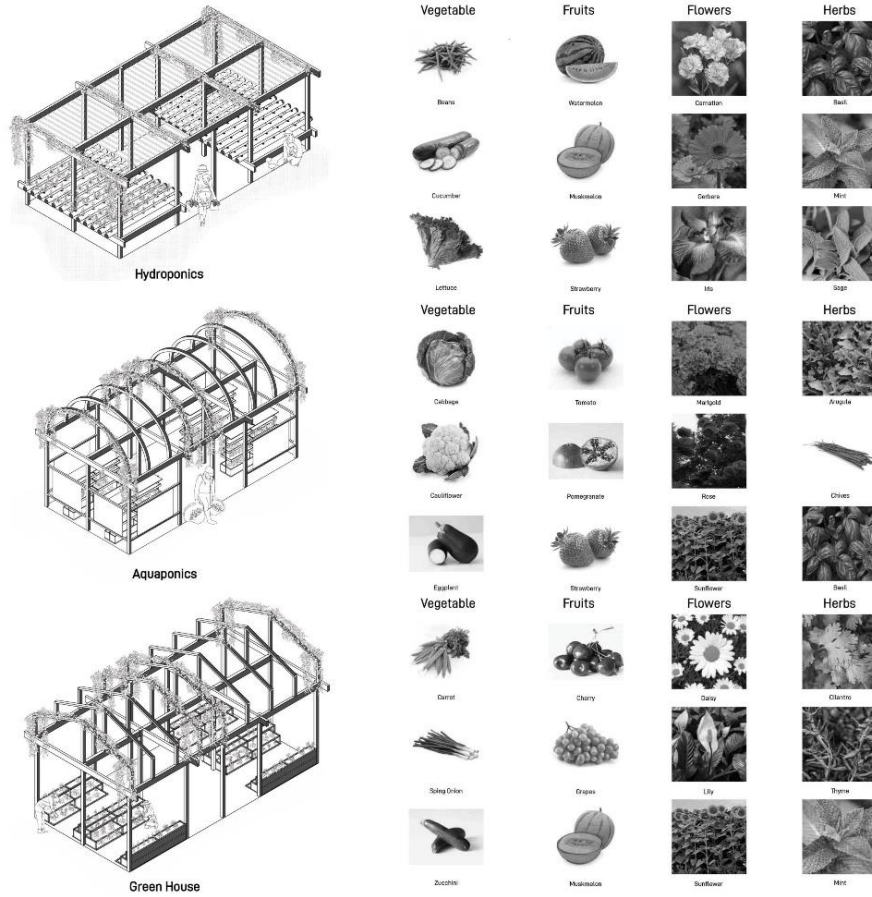 Vegetable Fruits Flowers Herbs
Beans Watermelon Carnation Basil
Cucumber Muskmelon Gerbera Mint
Lettuce Strawberry Iris Sage
Hydroponics
Vegetable Fruits Flowers Herbs
Cabbage Tomato Marigold Arugula
Cauliflower Pomegranate Rose Chives
Eggplant Strawberry Sunflower Basil
Aquaponics
Vegetable Fruits Flowers Herbs
Carrot Cherry Daisy Cilantro
Sping Onion Grapes Lily Thyme
Zucchini Muskmelon Sunflower Mint
Green House